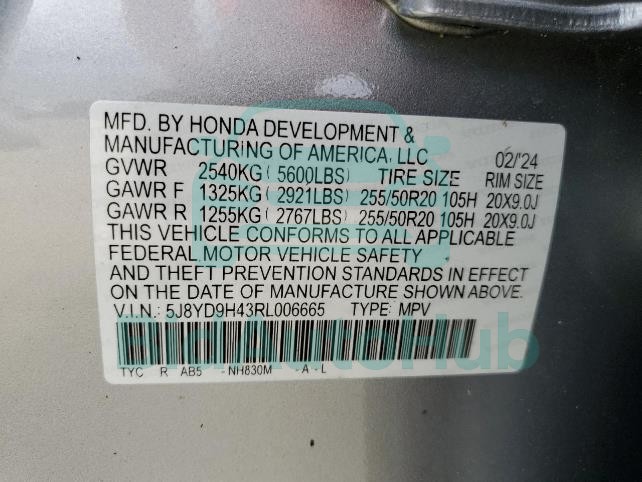 MFD. BY HONDA DEVELOPMENT &
MANUFACTURING OF AMERICA, LLC 02/'24
GVWR 2540KG( 5600LBS) TIRE SIZE RIM SIZE
GAWR F 1325KG( 2921LBS) 255/50R20 105H 20X9.0J
GAWR R 1255KG( 2767LBS) 255/50R20 105H 20X9.0J
THIS VEHICLE CONFORMS TO ALL APPLICABLE
FEDERAL MOTOR VEHICLE SAFETY
AND THEFT PREVENTION STANDARDS IN EFFECT
ON THE DATE OF MANUFACTURE SHOWN ABOVE.
V.I.N.: 5J8YD9H43RL006665 TYPE: MPV
BidAutoHub
TYC R AB5 -NH830M -A -L